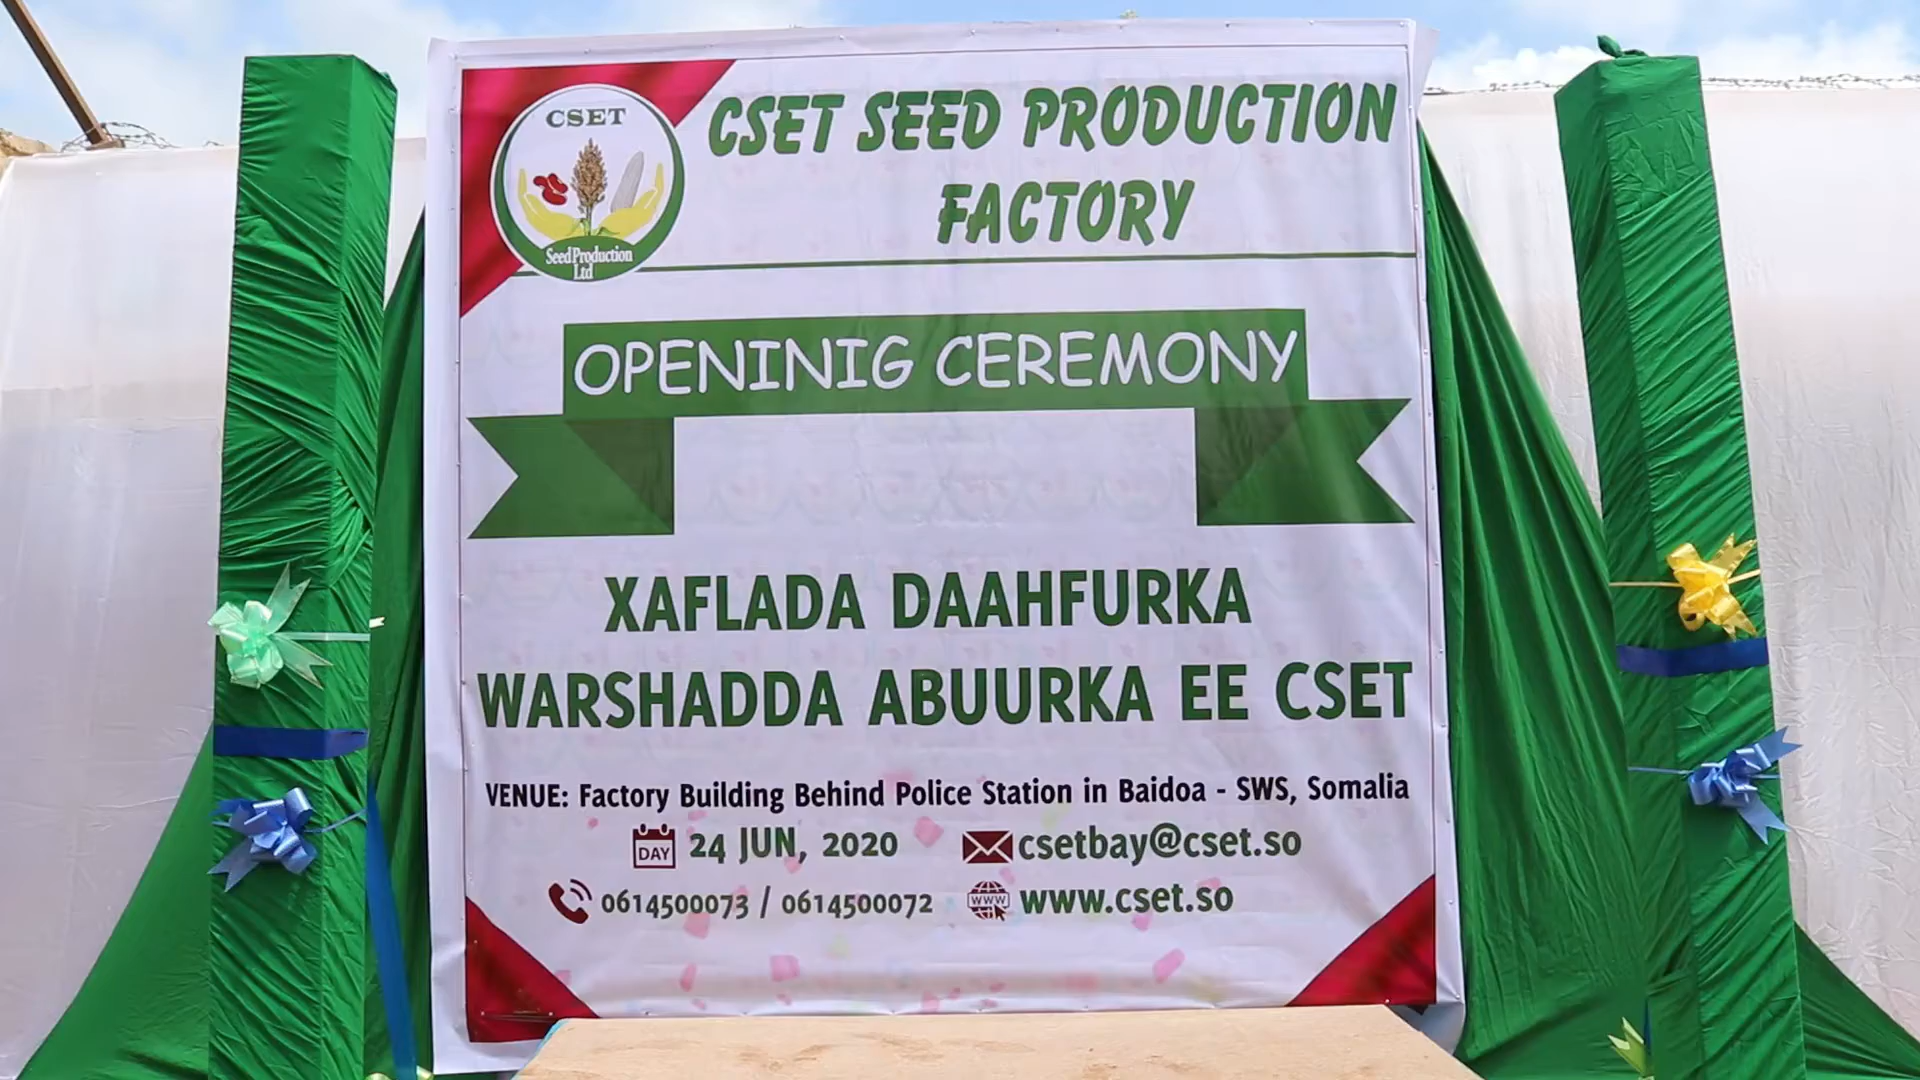 CSET
Seed Production
Ltd
CSET SEED PRODUCTION
FACTORY
OPENINIG CEREMONY
XAFLADA DAAHFURKA
WARSHADDA ABUURKA EE CSET
VENUE: Factory Building Behind Police Station in Baidoa - SWS, Somalia
DAY 24 JUN, 2020 csetbay@cset.so
0614500073 / 0614500072 WWW www.cset.so